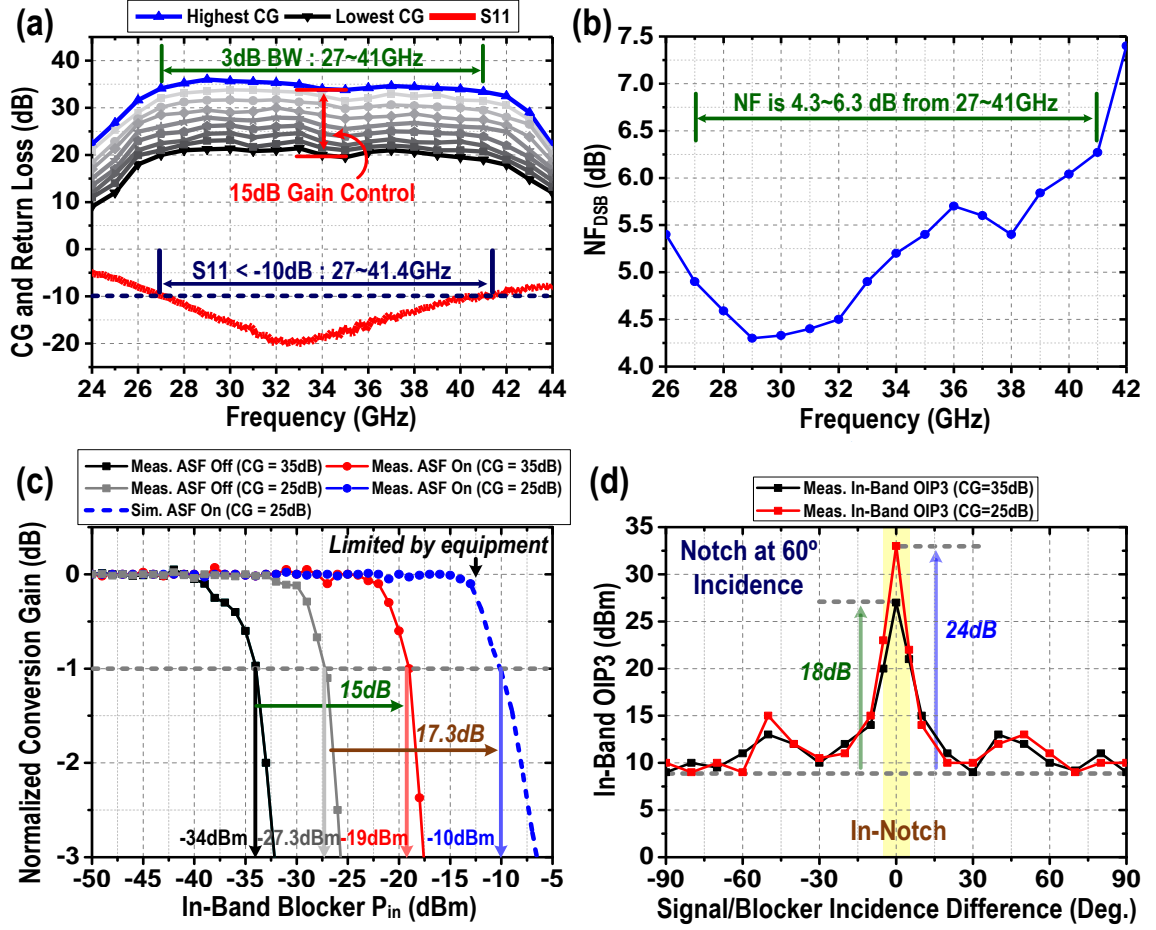 (a)
Highest CG
Lowest CG
S11
3dB BW : 27~41GHz
15dB Gain Control
S11 < -10dB : 27~41.4GHz
CG and Return Loss (dB)
40
30
20
10
0
-10
-20
24 26 28 30 32 34 36 38 40 42 44
Frequency (GHz)
(b)
NF is 4.3~6.3 dB from 27~41GHz
NFDSB (dB)
7.5
7.0
6.5
6.0
5.5
5.0
4.5
4.0
26 28 30 32 34 36 38 40 42
Frequency (GHz)
Meas. ASF Off (CG = 35dB)
Meas. ASF On (CG = 35dB)
Meas. ASF Off (CG = 25dB)
Meas. ASF On (CG = 25dB)
Sim. ASF On (CG = 25dB)
(c)
Limited by equipment
15dB
17.3dB
-34dBm
-27.3dBm
-19dBm
-10dBm
Normalized Conversion Gain (dB)
0
-1
-2
-3
-50 -45 -40 -35 -30 -25 -20 -15 -10 -5
In-Band Blocker Pin (dBm)
(d)
Meas. In-Band OIP3 (CG=35dB)
Meas. In-Band OIP3 (CG=25dB)
Notch at 60º
Incidence
18dB
24dB
In-Notch
In-Band OIP3 (dBm)
35
30
25
20
15
10
5
0
-90 -60 -30 0 30 60 90
Signal/Blocker Incidence Difference (Deg.)